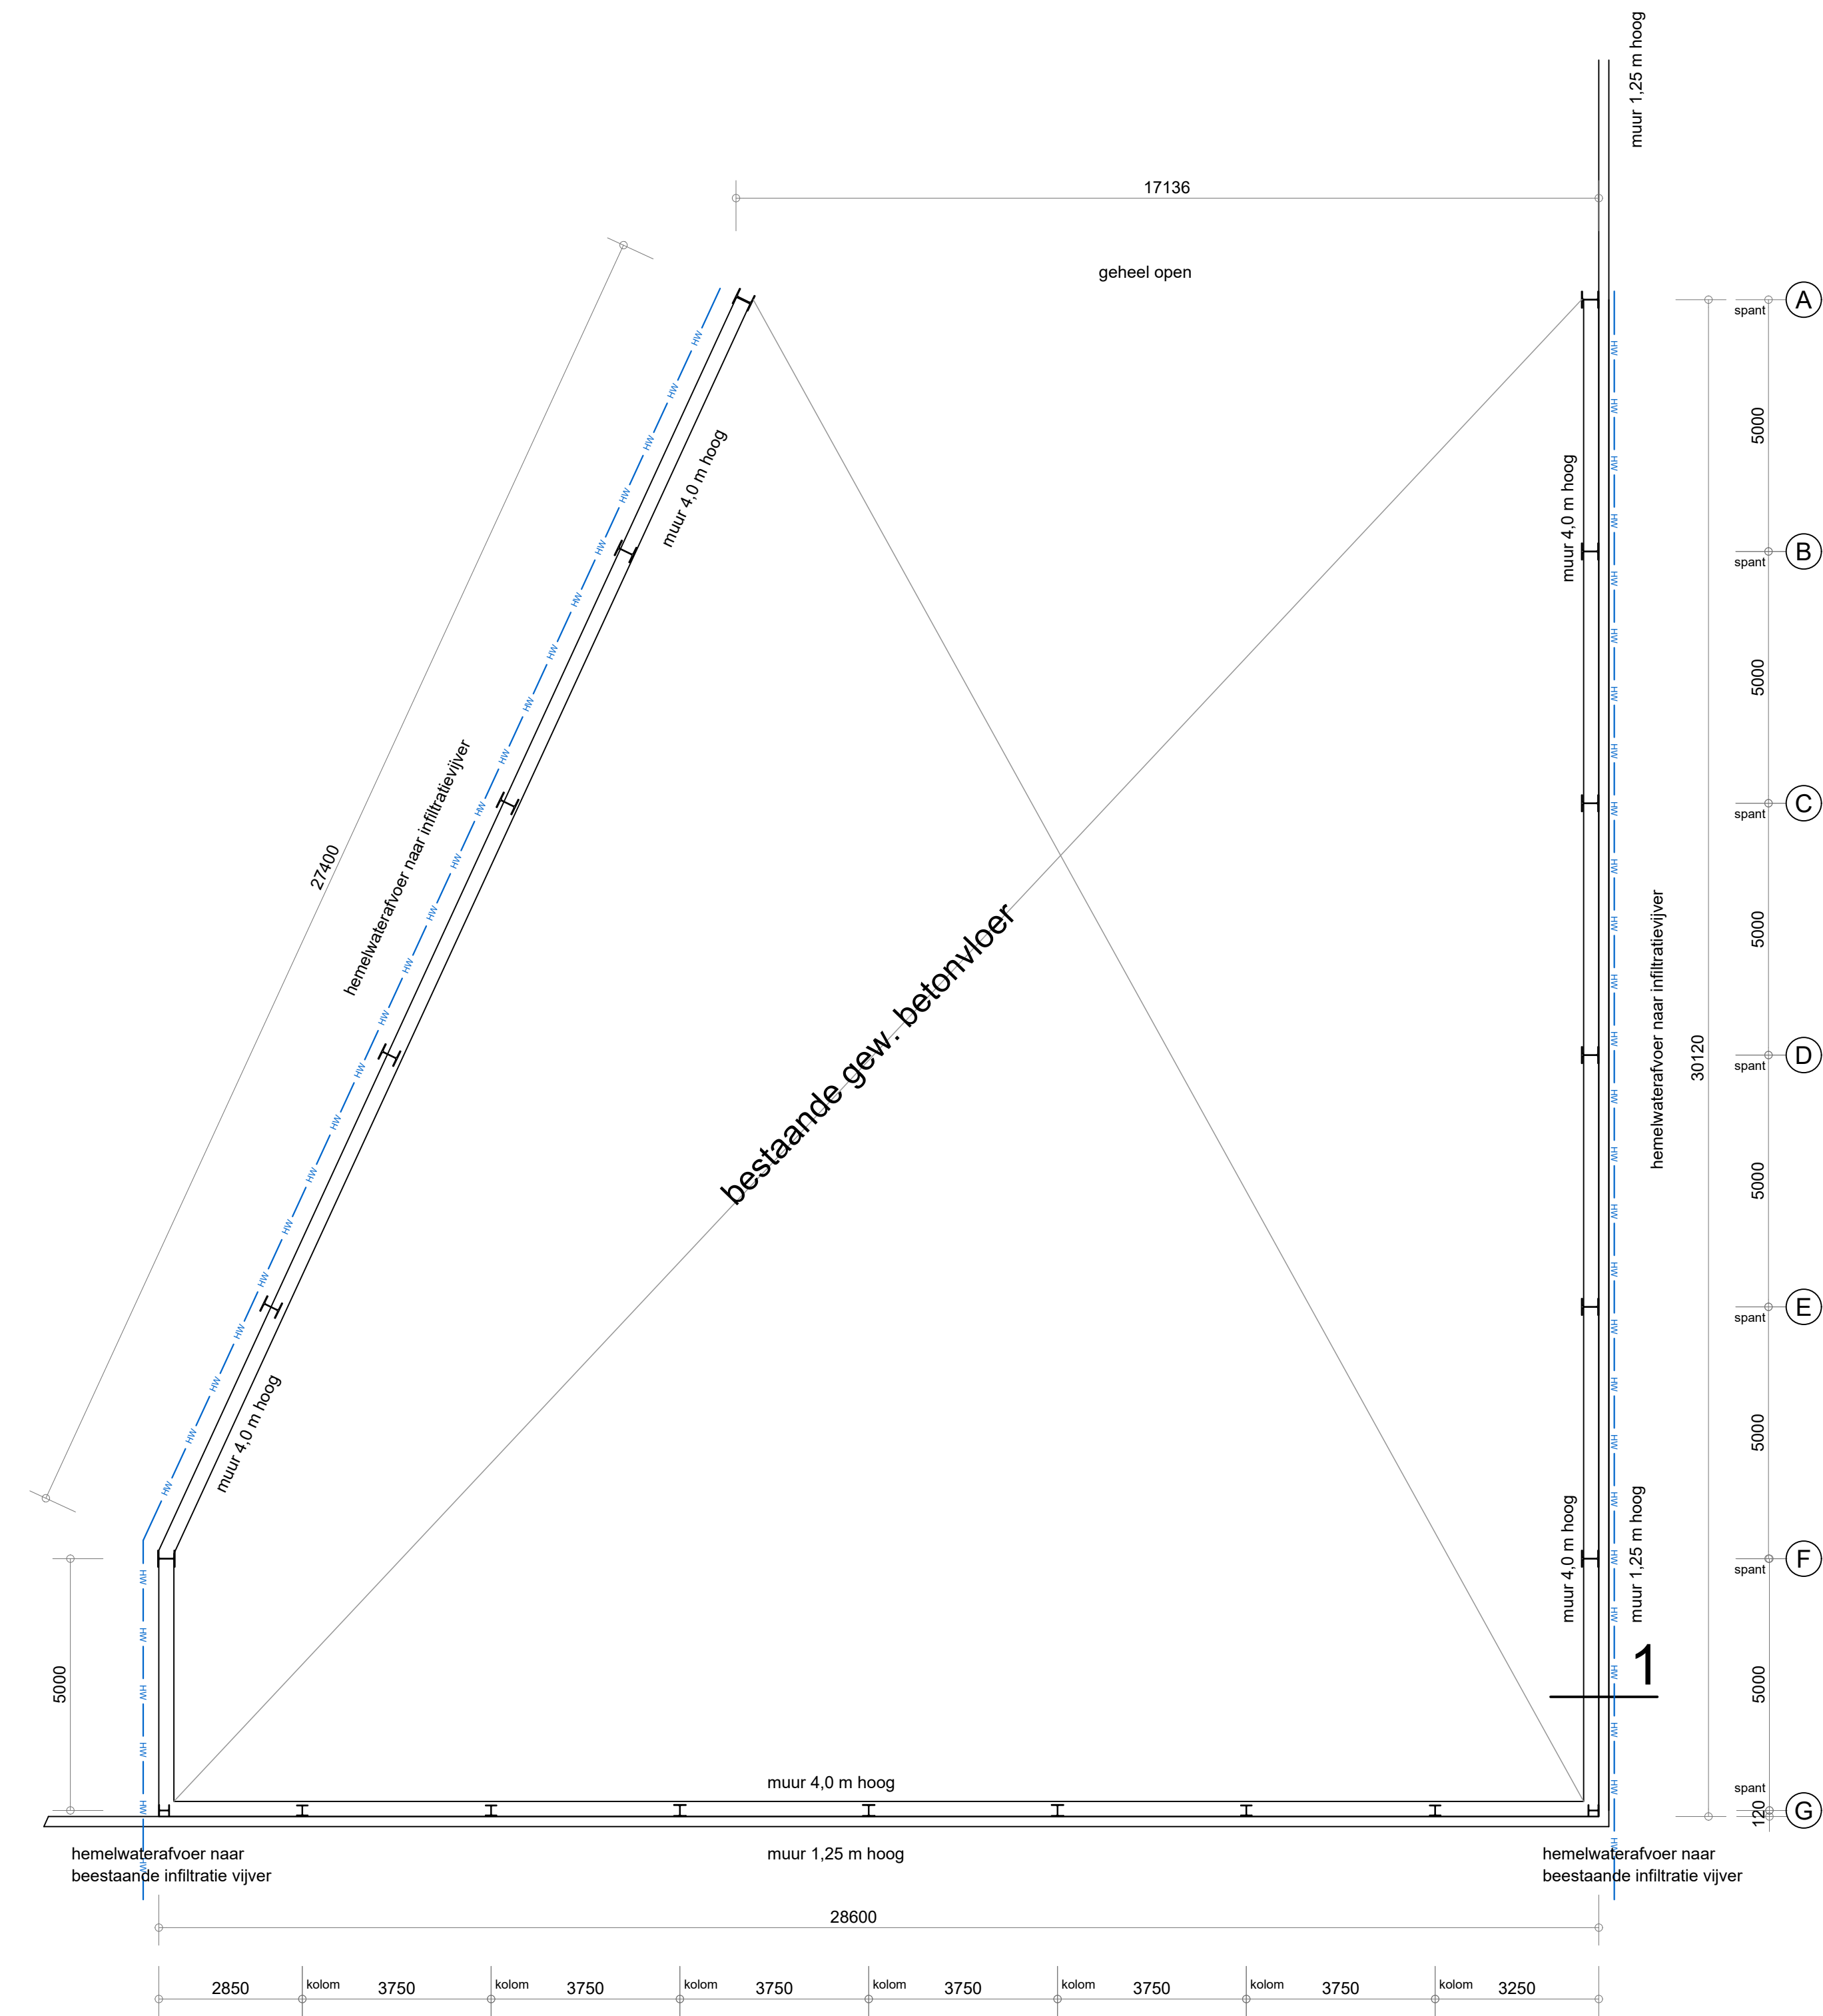 muur 1,25 m hoog
17136
geheel open
A
spant
5000
muur 4,0 m hoog
muur 4,0 m hoog
B
spant
5000
hemelwaterafvoer naar infiltratievijver
27400
C
spant
5000
bestaande gew. betonvloer
hemelwaterafvoer naar infiltratievijver
30120
D
spant
5000
E
spant
5000
muur 4,0 m hoog
muur 4,0 m hoog
muur 1,25 m hoog
F
spant
5000
5000
1
HW
muur 4,0 m hoog
spant
G
120
hemelwaterafvoer naar
beestaande infiltratie vijver
muur 1,25 m hoog
hemelwaterafvoer naar
beestaande infiltratie vijver
28600
2850 kolom 3750 kolom 3750 kolom 3750 kolom 3750 kolom 3750 kolom 3750 kolom 3250